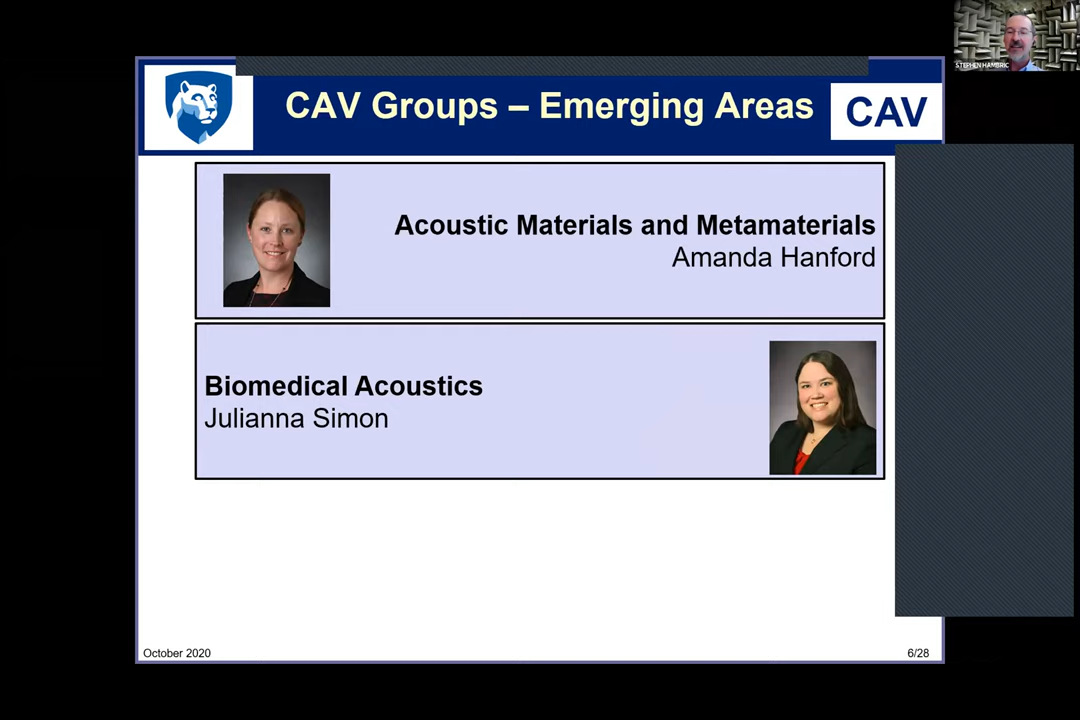 STEPHEN HAMBRIC
CAV Groups – Emerging Areas
CAV
Acoustic Materials and Metamaterials
Amanda Hanford
Biomedical Acoustics
Julianna Simon
October 2020
6/28